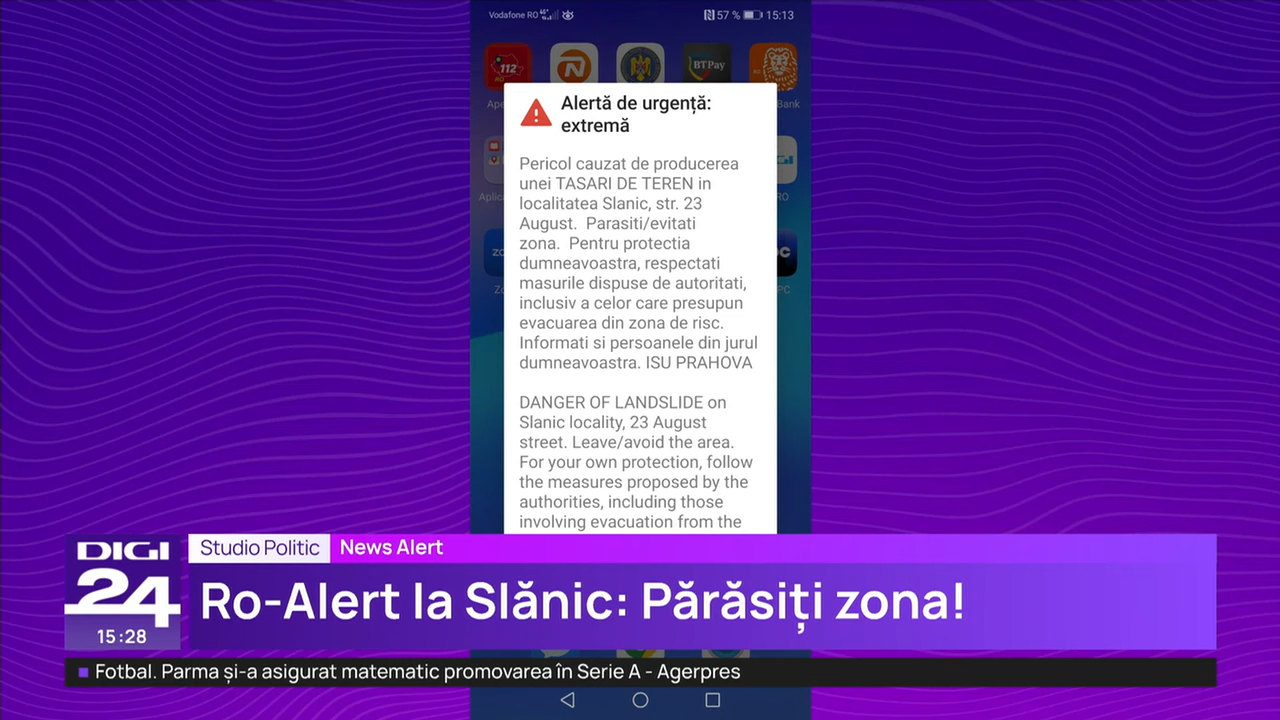 Vodafone RO
57 %
15:13
112
BTPay
Bank
Alertă de urgență:
extremă
Pericol cauzat de producerea
unei TASARI DE TEREN in
localitatea Slanic, str. 23
August. Parasiti/evitati
zona. Pentru protectia
dumneavoastra, respectati
masurile dispuse de autoritati,
inclusiv a celor care presupun
evacuarea din zona de risc.
Informati si persoanele din jurul
dumneavoastra. ISU PRAHOVA
DANGER OF LANDSLIDE on
Slanic locality, 23 August
street. Leave/avoid the area.
For your own protection, follow
the measures proposed by the
authorities, including those
involving evacuation from the
DIGI
24
15:28
Studio Politic
News Alert
Ro-Alert la Slănic: Părăsiți zona!
Fotbal. Parma și-a asigurat matematic promovarea în Serie A - Agerpres